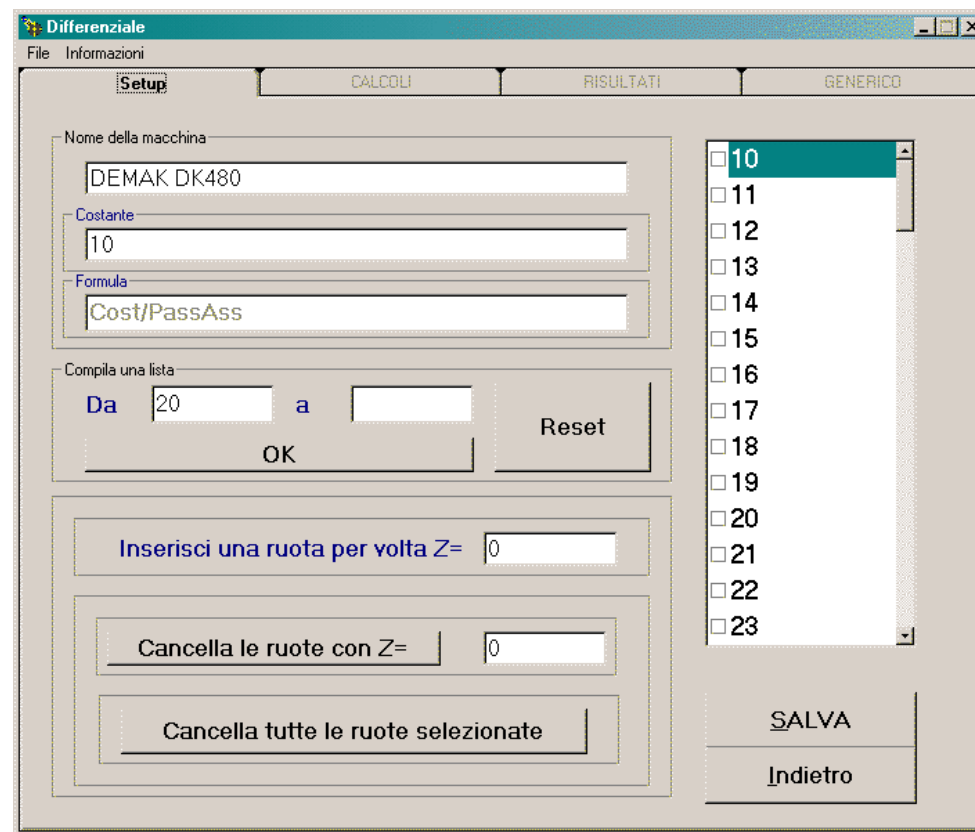 Differenziale
File Informazioni
Setup CALCOLI RISULTATI GENERICO
Nome della macchina
DEMAK DK480
Costante
10
Formula
Cost/PassAss
Compila una lista
Da 20 a
OK
Reset
Inserisci una ruota per volta Z= 0
Cancella le ruote con Z= 0
Cancella tutte le ruote selezionate
10
11
12
13
14
15
16
17
18
19
20
21
22
23
SALVA
Indietro